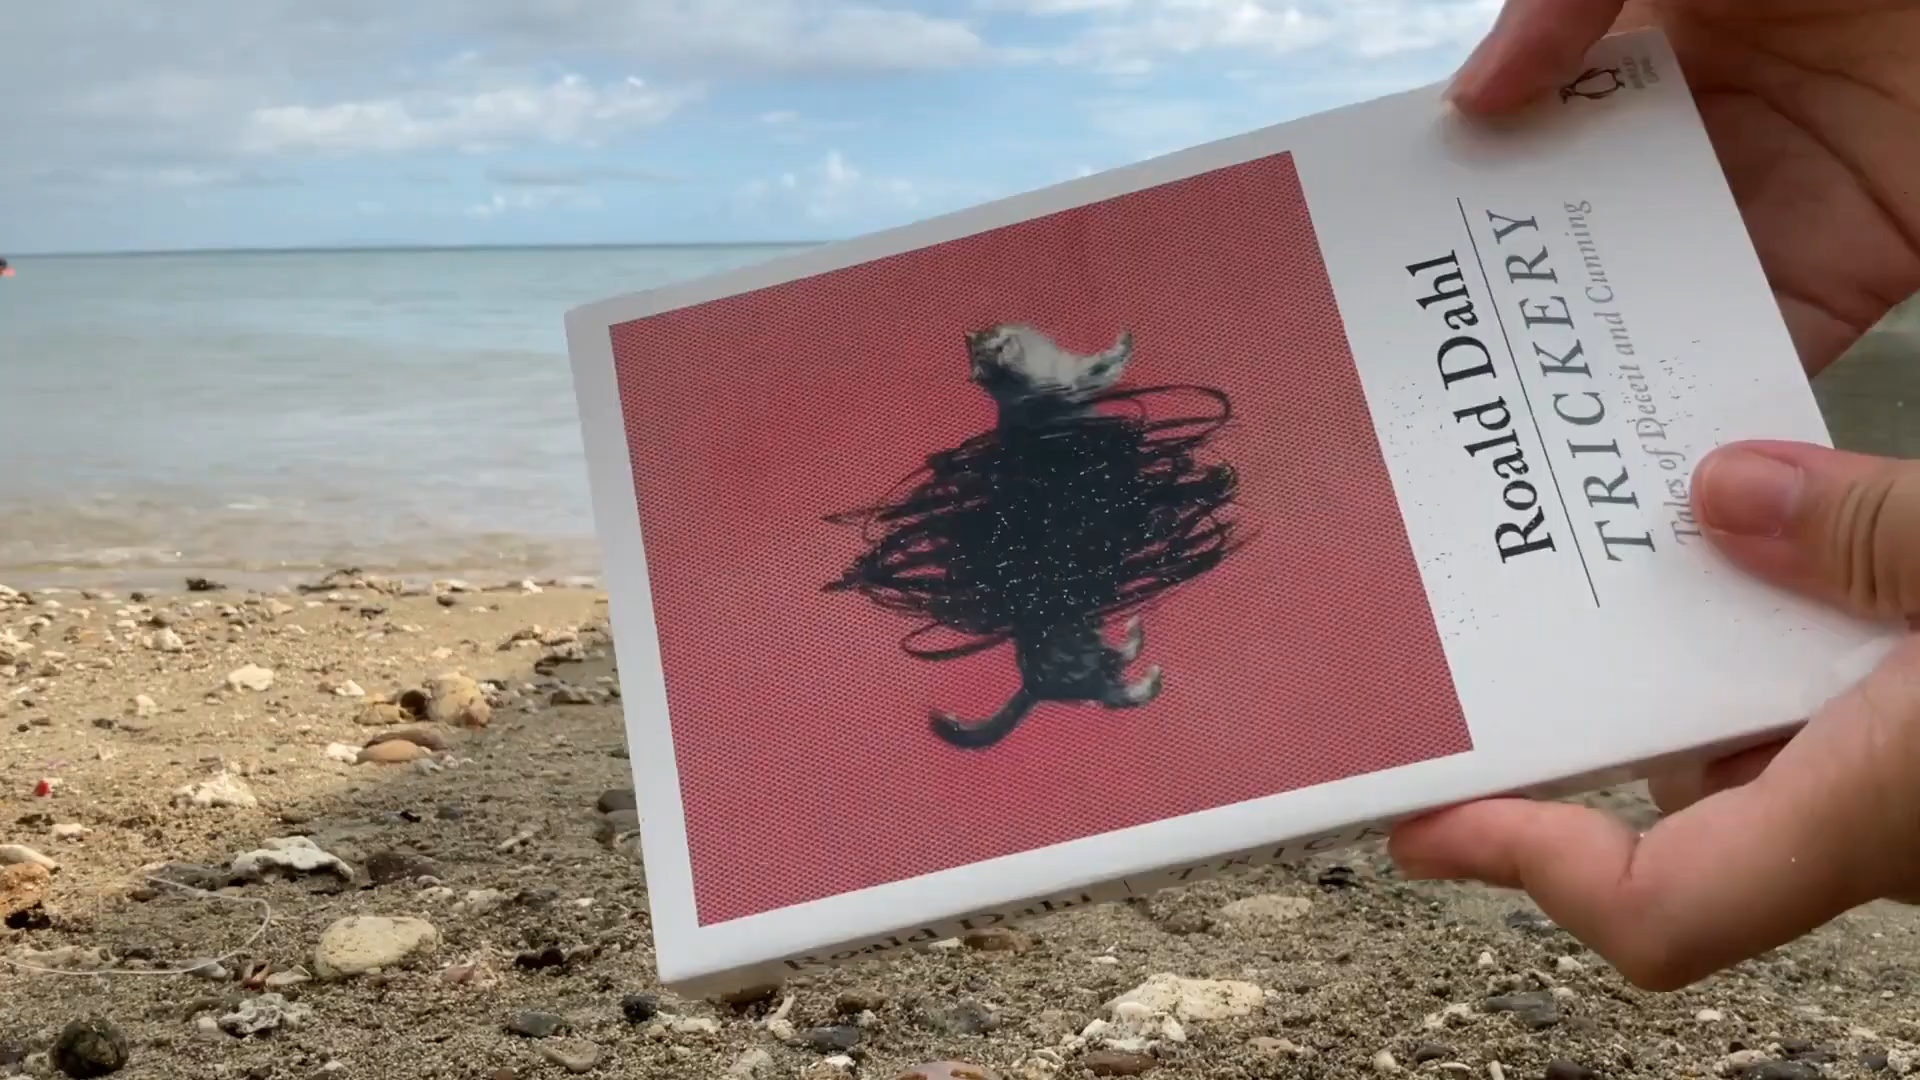 Roald Dahl
TRICKERY
Tales of Deceit and Cunning
Roald Dahl | TRICK